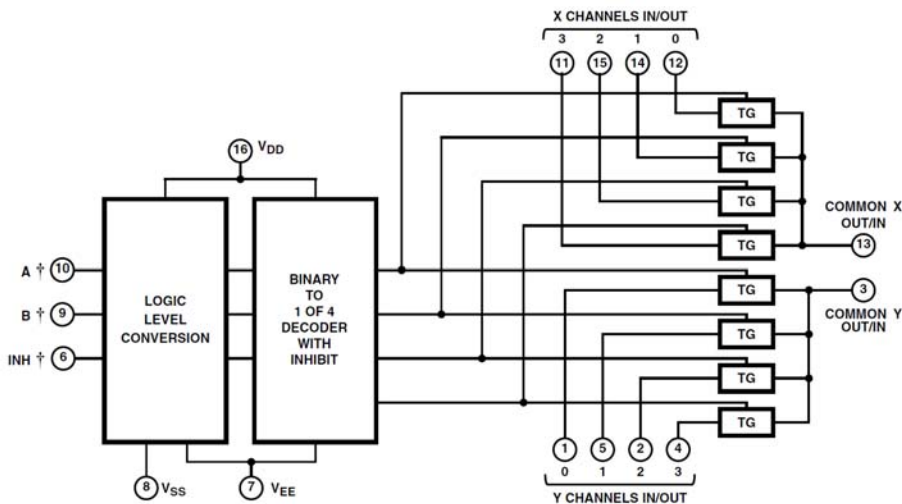 X CHANNELS IN/OUT
3 2 1 0
11 15 14 12
TG
TG
TG
TG
COMMON X
OUT/IN
13
16 VDD
A † 10
B † 9
INH † 6
LOGIC
LEVEL
CONVERSION
BINARY
TO
1 OF 4
DECODER
WITH
INHIBIT
TG
TG
TG
TG
3
COMMON Y
OUT/IN
8 VSS
7 VEE
1 5 2 4
0 1 2 3
Y CHANNELS IN/OUT